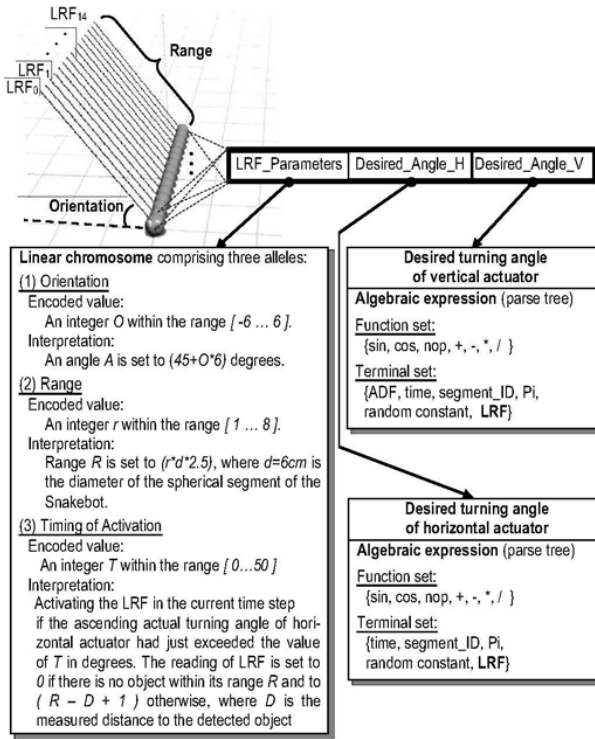 LRF14
LRF1
LRF0
Range
Orientation
LRF_Parameters Desired_Angle_H Desired_Angle_V
Linear chromosome comprising three alleles:
(1) Orientation
Encoded value:
An integer O within the range [ -6 … 6 ].
Interpretation:
An angle A is set to (45+O*6) degrees.
(2) Range
Encoded value:
An integer r within the range [ 1 … 8 ].
Interpretation:
Range R is set to (r*d*2.5), where d=6cm is
the diameter of the spherical segment of the
Snakebot.
(3) Timing of Activation
Encoded value:
An integer T within the range [ 0…50 ]
Interpretation:
Activating the LRF in the current time step
if the ascending actual turning angle of hori-
zontal actuator had just exceeded the value
of T in degrees. The reading of LRF is set to
0 if there is no object within its range R and to
( R – D + 1 ) otherwise, where D is the
measured distance to the detected object
Desired turning angle
of vertical actuator
Algebraic expression (parse tree)
Function set:
{sin, cos, nop, +, -, *, / }
Terminal set:
{ADF, time, segment_ID, Pi,
random constant, LRF}
Desired turning angle
of horizontal actuator
Algebraic expression (parse tree)
Function set:
{sin, cos, nop, +, -, *, / }
Terminal set:
{time, segment_ID, Pi,
random constant, LRF}